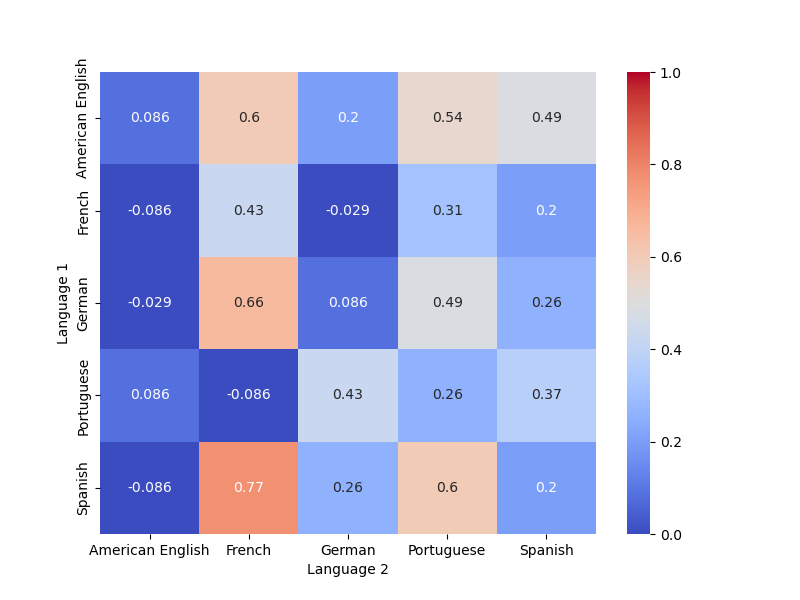 American English
0.086 0.6 0.2 0.54 0.49
French
-0.086 0.43 -0.029 0.31 0.2
German
-0.029 0.66 0.086 0.49 0.26
Portuguese
0.086 -0.086 0.43 0.26 0.37
Spanish
-0.086 0.77 0.26 0.6 0.2
Language 1
American English French German Portuguese Spanish
Language 2
1.0
0.8
0.6
0.4
0.2
0.0